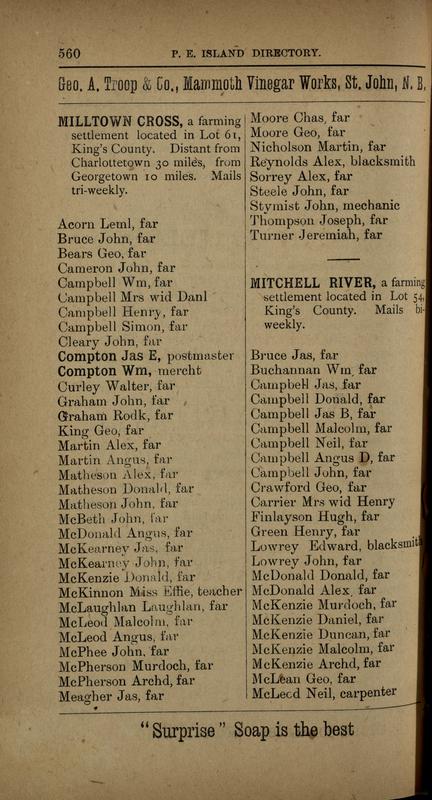 560
P. E. ISLAND DIRECTORY.
Geo. A. Troop & Co., Mammoth Vinegar Works, St. John, N. B.
MILLTOWN CROSS, a farming
settlement located in Lot 61,
King's County. Distant from
Charlottetown 30 miles, from
Georgetown 10 miles. Mails
tri-weekly.
Acorn Leml, far
Bruce John, far
Bears Geo, far
Cameron John, far
Campbell Wm, far
Campbell Mrs wid Danl
Campbell Henry, far
Campbell Simon, far
Cleary John, far
Compton Jas E, postmaster
Compton Wm, mercht
Curley Walter, far
Graham John, far
Graham Rodk, far
King Geo, far
Martin Alex, far
Martin Angus, far
Matheson Alex, far
Matheson Donald, far
Matheson John, far
McBeth John, far
McDonald Angus, far
McKearney Jas, far
McKearney John, far
McKenzie Donald, far
McKinnon Miss Effie, teacher
McLaughlan Laughlan, far
McLeod Malcolm, far
McLeod Angus, far
McPhee John, far
McPherson Murdoch, far
McPherson Archd, far
Meagher Jas, far
Moore Chas, far
Moore Geo, far
Nicholson Martin, far
Reynolds Alex, blacksmith
Sorrey Alex, far
Steele John, far
Stymist John, mechanic
Thompson Joseph, far
Turner Jeremiah, far
MITCHELL RIVER, a farming
settlement located in Lot 54,
King's County. Mails bi-
weekly.
Bruce Jas, far
Buchannan Wm, far
Campbell Jas, far
Campbell Donald, far
Campbell Jas B, far
Campbell Malcolm, far
Campbell Neil, far
Campbell Angus D, far
Campbell John, far
Crawford Geo, far
Carrier Mrs wid Henry
Finlayson Hugh, far
Green Henry, far
Lowrey Edward, blacksmith
Lowrey John, far
McDonald Donald, far
McDonald Alex, far
McKenzie Murdoch, far
McKenzie Daniel, far
McKenzie Duncan, far
McKenzie Malcolm, far
McKenzie Archd, far
McLean Geo, far
McLeod Neil, carpenter
"Surprise" Soap is the best